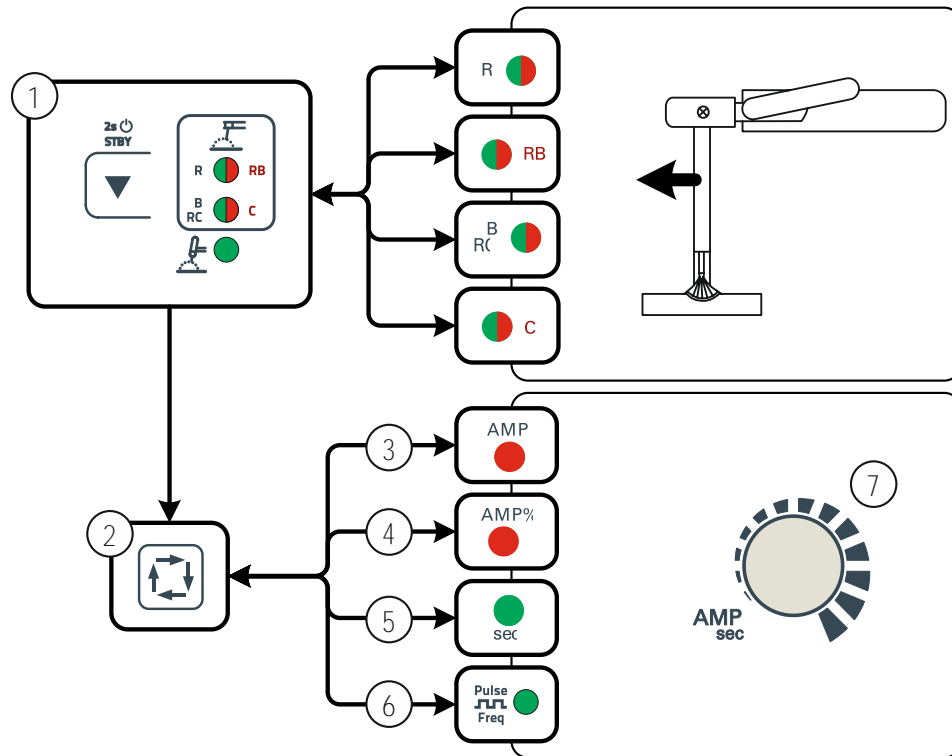 1
2s
STBY
R RB
B
RC C
R
RB
B
RC
C
2
3
AMP
4
AMP%
5
sec
6
Pulse
Freq
7
AMP
sec